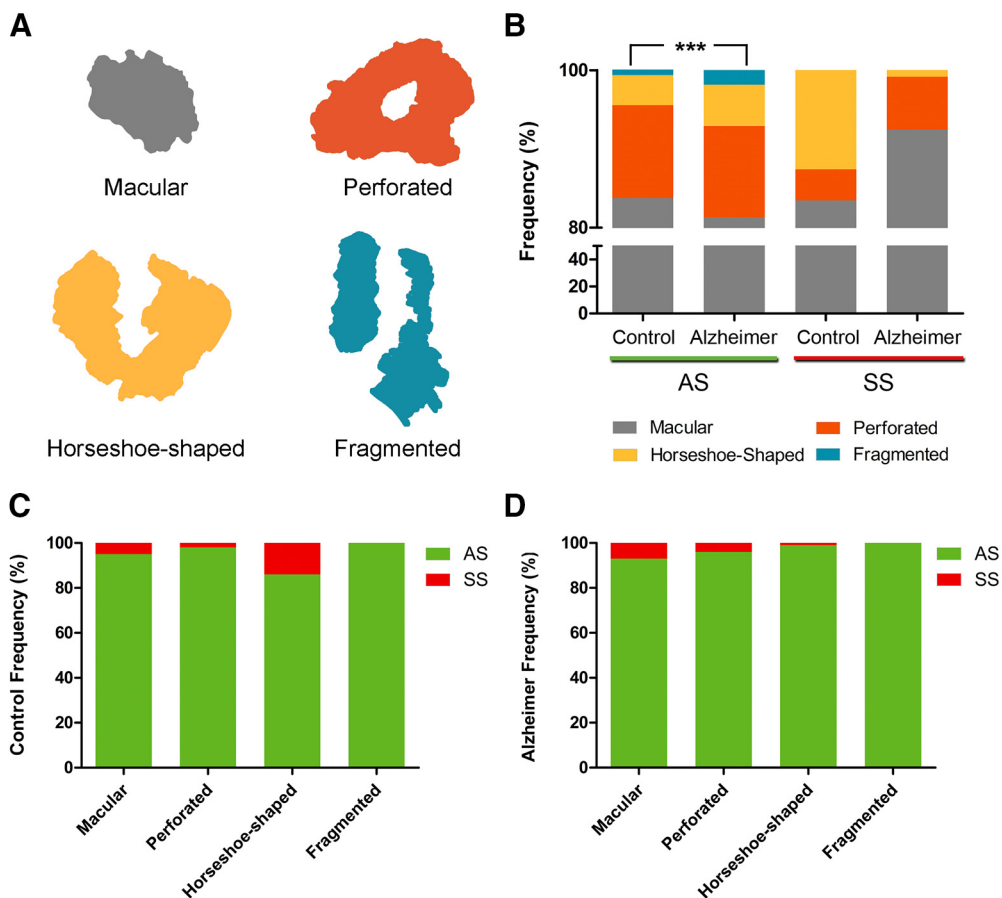 A
Macular
Perforated
Horseshoe-shaped
Fragmented
B
***
Frequency (%)
100
80
40
20
0
Control
Alzheimer
Control
Alzheimer
AS
SS
Macular
Perforated
Horseshoe-Shaped
Fragmented
C
Control Frequency (%)
100
80
60
40
20
0
Macular
Perforated
Horseshoe-shaped
Fragmented
AS
SS
D
Alzheimer Frequency (%)
100
80
60
40
20
0
Macular
Perforated
Horseshoe-shaped
Fragmented
AS
SS